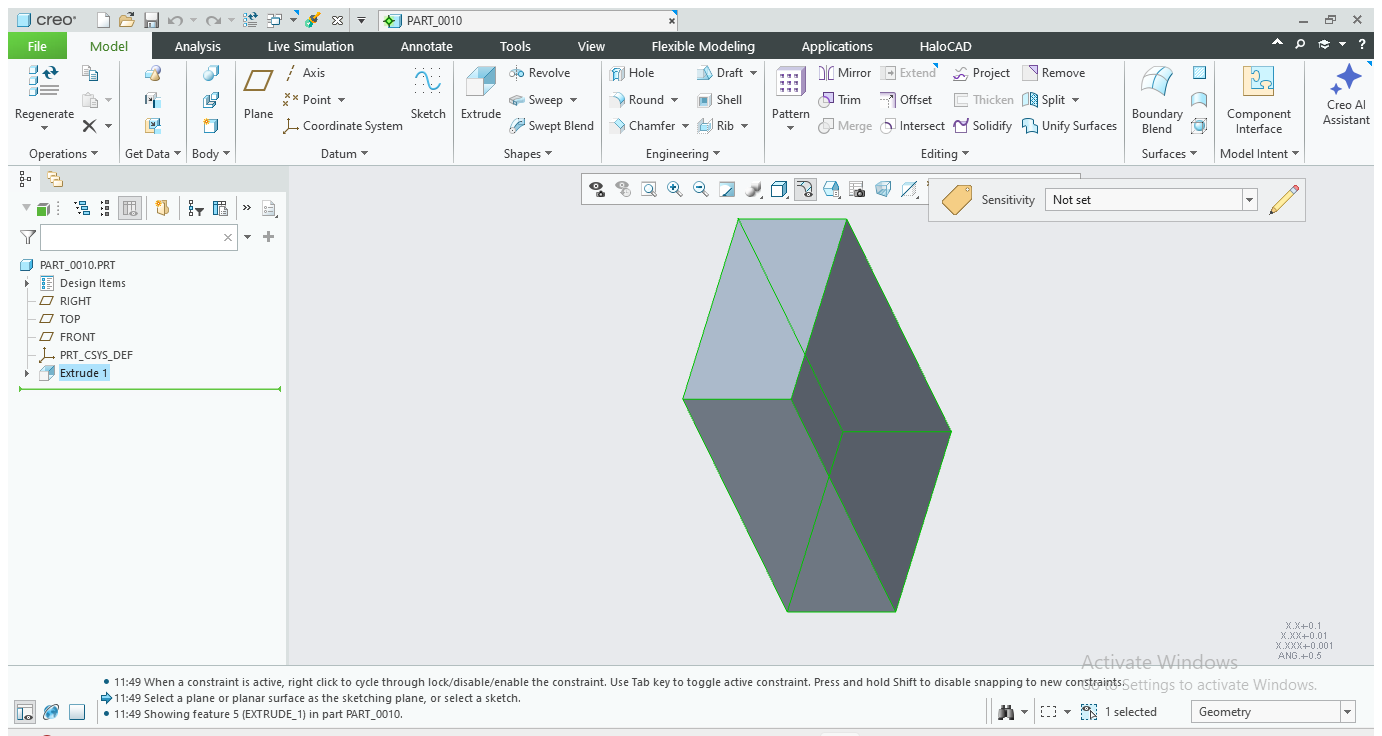 creo PART_0010
File Model Analysis Live Simulation Annotate Tools View Flexible Modeling Applications HaloCAD
Regenerate
Operations
Get Data
Body
Plane
Axis
Point
Coordinate System
Sketch
Datum
Extrude
Revolve
Sweep
Swept Blend
Shapes
Hole Draft
Round Shell
Chamfer Rib
Engineering
Pattern
Mirror Extend Project Remove
Trim Offset Thicken Split
Merge Intersect Solidify Unify Surfaces
Editing
Boundary
Blend
Surfaces
Component
Interface
Model Intent
Creo AI
Assistant
Sensitivity Not set
PART_0010.PRT
Design Items
RIGHT
TOP
FRONT
PRT_CSYS_DEF
Extrude 1
X.X+-0.1
X.XX+-0.01
X.XXX+-0.001
ANG.+-0.5
Activate Windows
Go to Settings to activate Windows.
• 11:49 When a constraint is active, right click to cycle through lock/disable/enable the constraint. Use Tab key to toggle active constraint. Press and hold Shift to disable snapping to new constraints.
11:49 Select a plane or planar surface as the sketching plane, or select a sketch.
• 11:49 Showing feature 5 (EXTRUDE_1) in part PART_0010.
1 selected Geometry